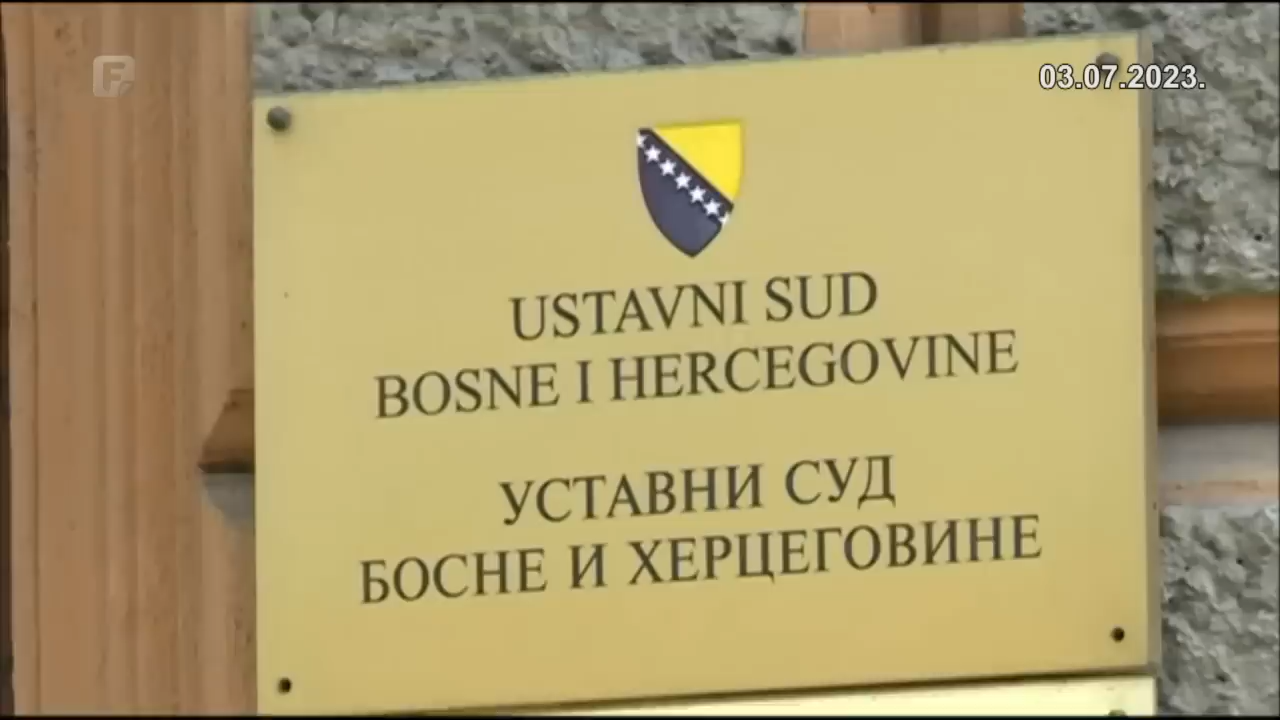 F
03.07.2023.
USTAVNI SUD
BOSNE I HERCEGOVINE
УСТАВНИ СУД
БОСНЕ И ХЕРЦЕГОВИНЕ